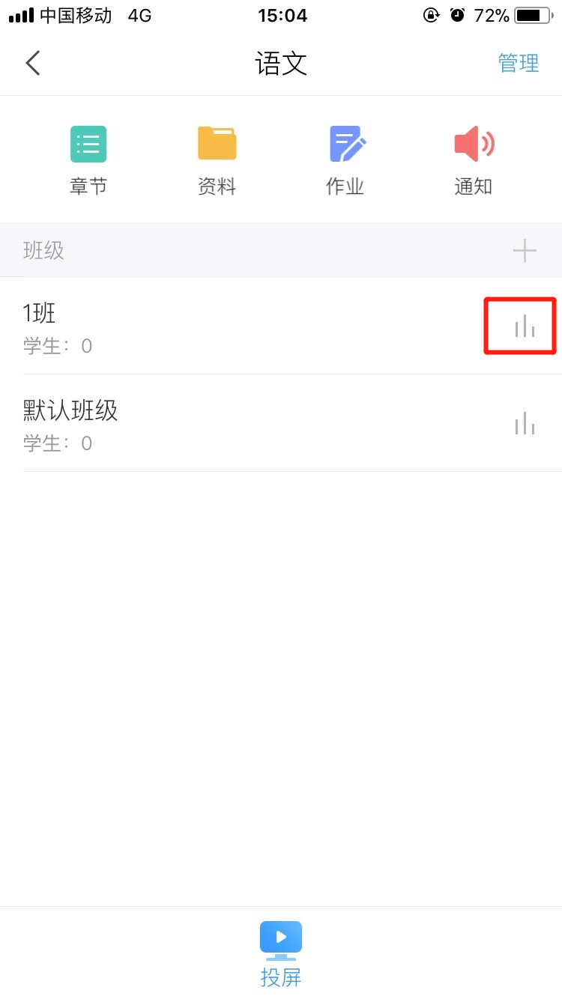 中国移动 4G 15:04 72%
语文 管理
章节 资料 作业 通知
班级
1班
学生：0
默认班级
学生：0
投屏